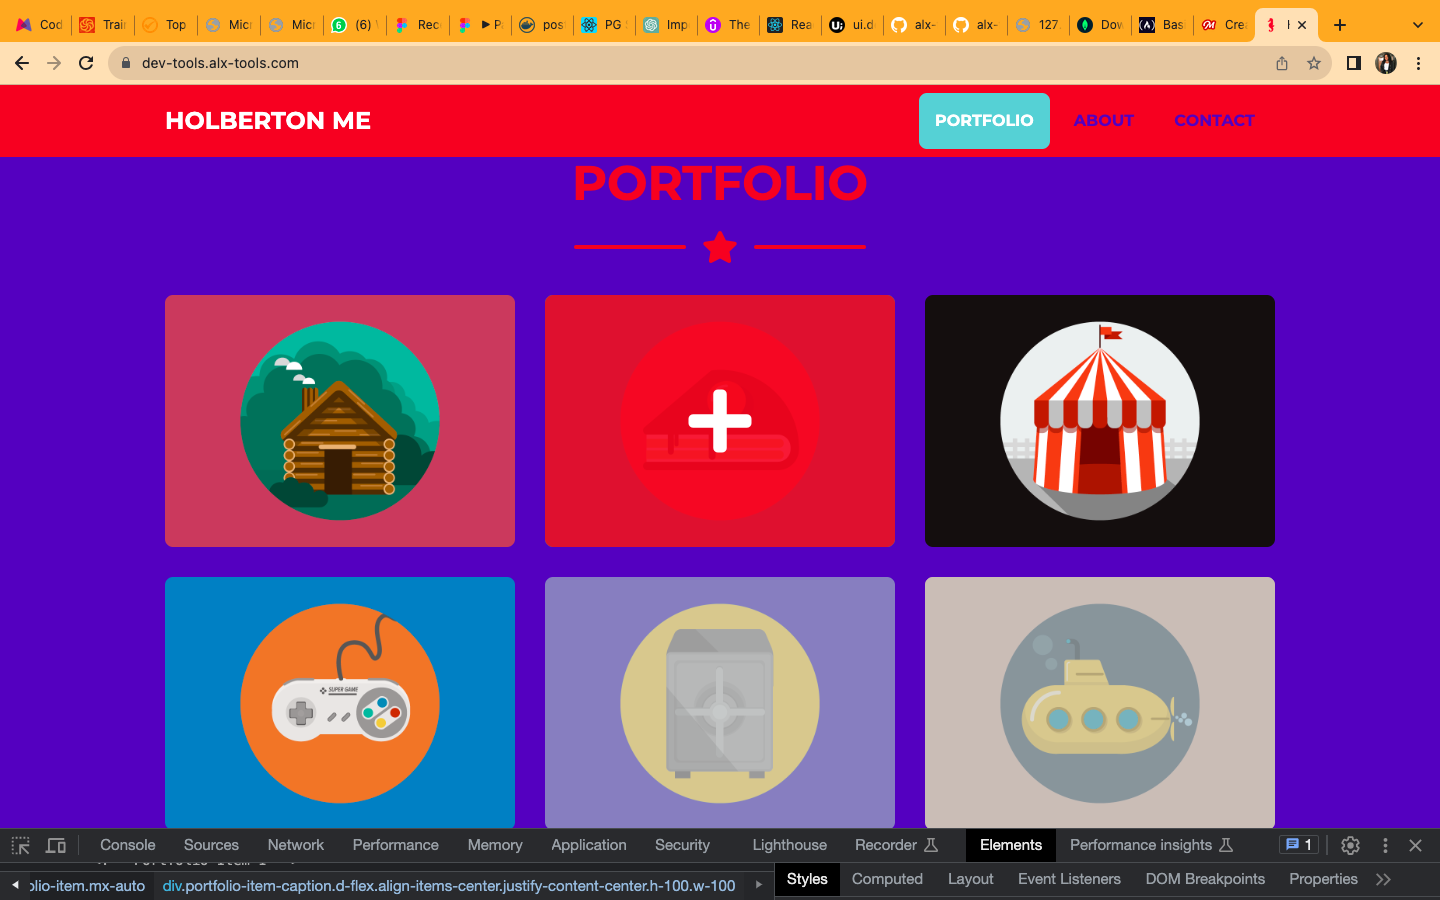 Cod Trait Top Micr Micr (6) Rec P pos PG Imp The Rea ui.d alx- alx- 127. Dow Bas Cre
dev-tools.alx-tools.com
HOLBERTON ME PORTFOLIO ABOUT CONTACT
PORTFOLIO
SUPER GAME
Console Sources Network Performance Memory Application Security Lighthouse Recorder Elements Performance insights 1
olio-item.mx-auto div.portfolio-item-caption.d-flex.align-items-center.justify-content-center.h-100.w-100 Styles Computed Layout Event Listeners DOM Breakpoints Properties